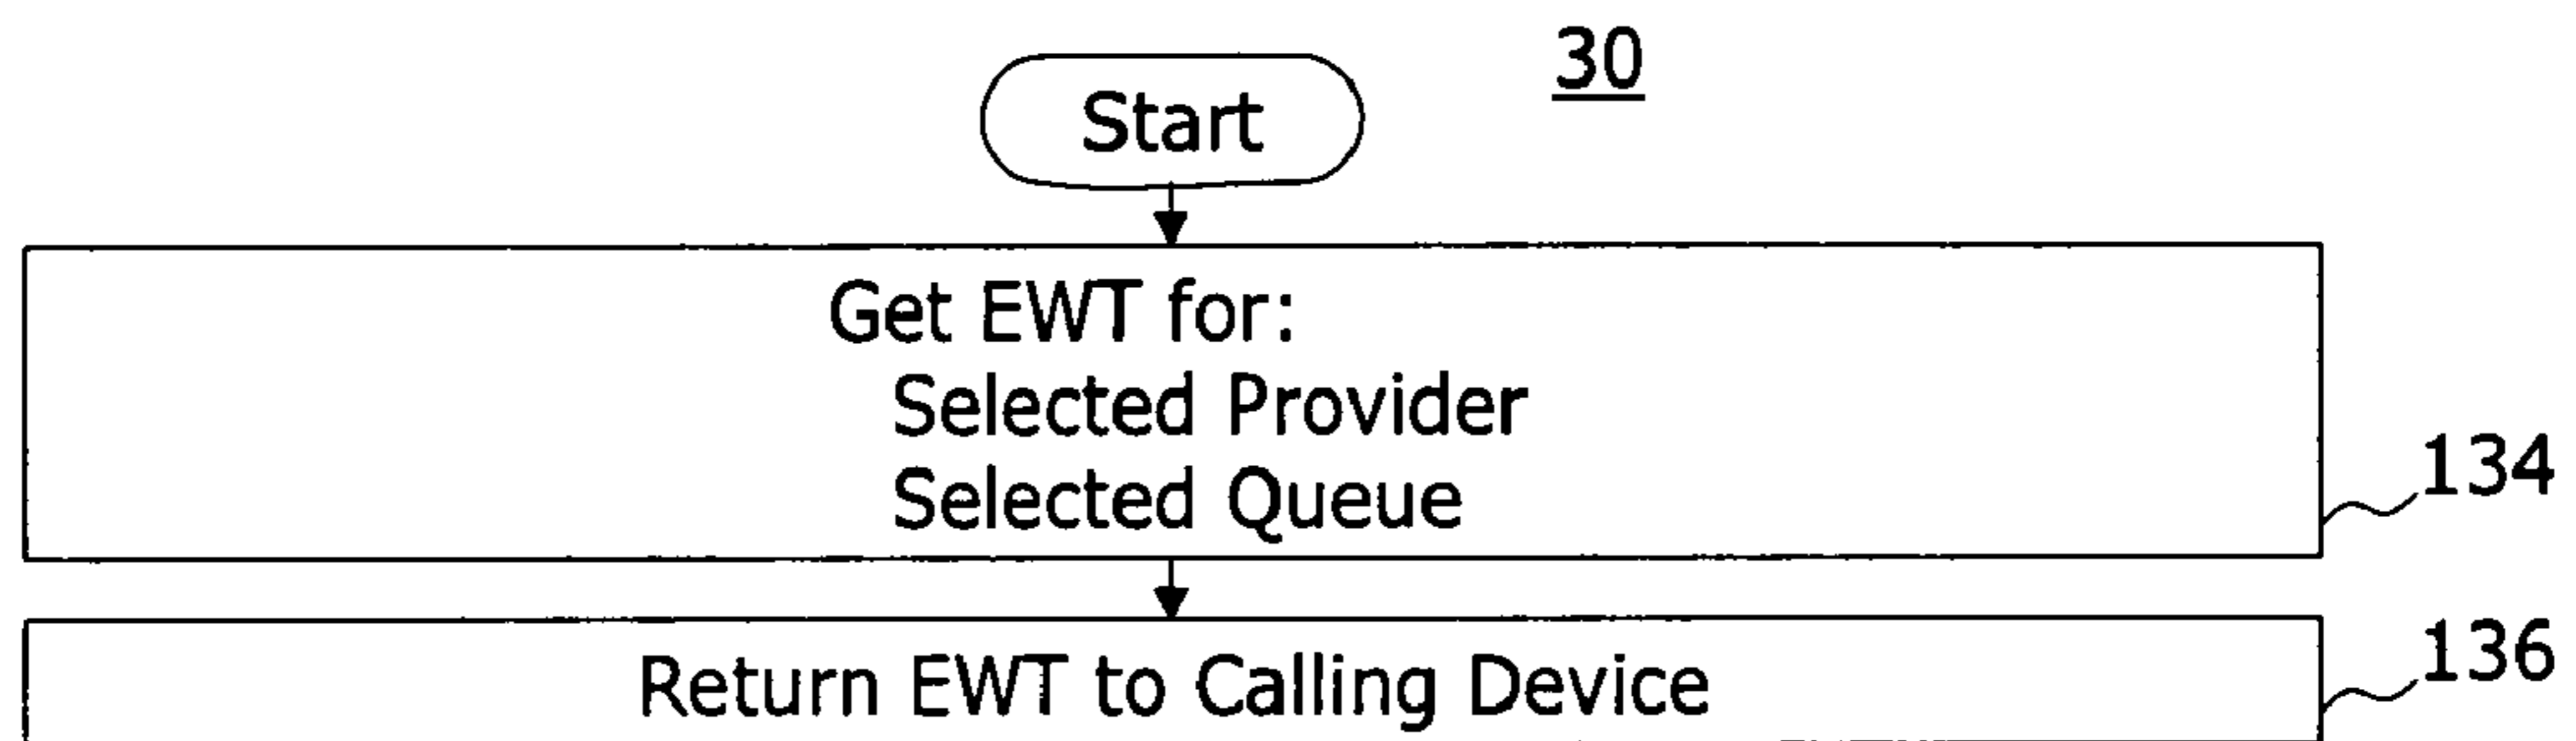 30
Start
Get EWT for:
Selected Provider
Selected Queue
134
Return EWT to Calling Device
136